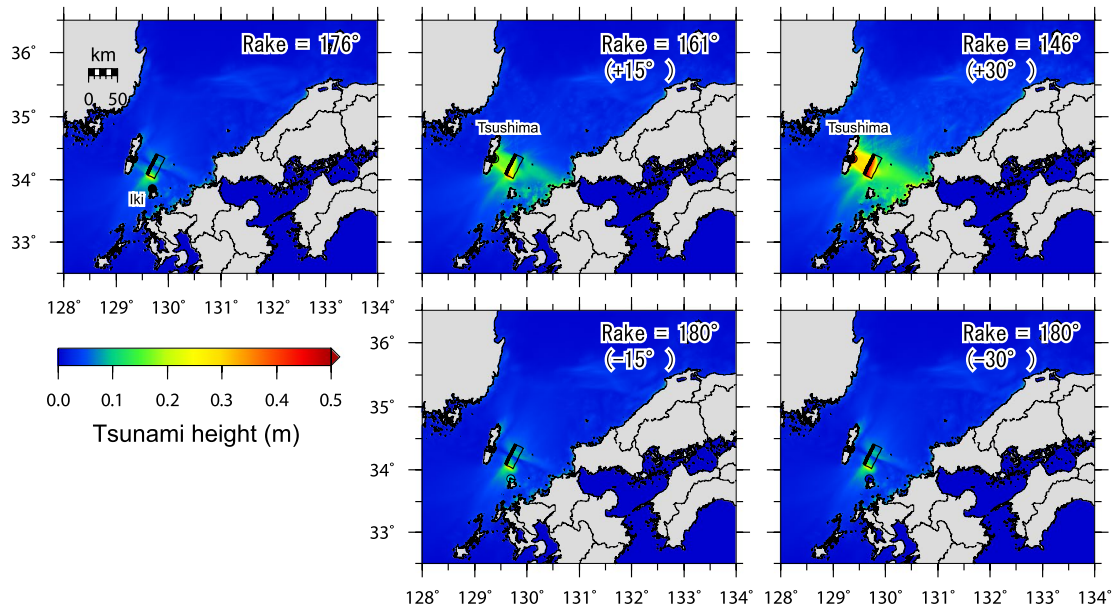 Rake = 176°
36°
km
0 50
35°
34°
Iki
33°
128° 129° 130° 131° 132° 133° 134°
Rake = 161°
(+15°)
Tsushima
Rake = 146°
(+30°)
Tsushima
0.0 0.1 0.2 0.3 0.4 0.5
Tsunami height (m)
Rake = 180°
(−15° )
36°
35°
34°
33°
128° 129° 130° 131° 132° 133° 134°
Rake = 180°
(−30° )
128° 129° 130° 131° 132° 133° 134°